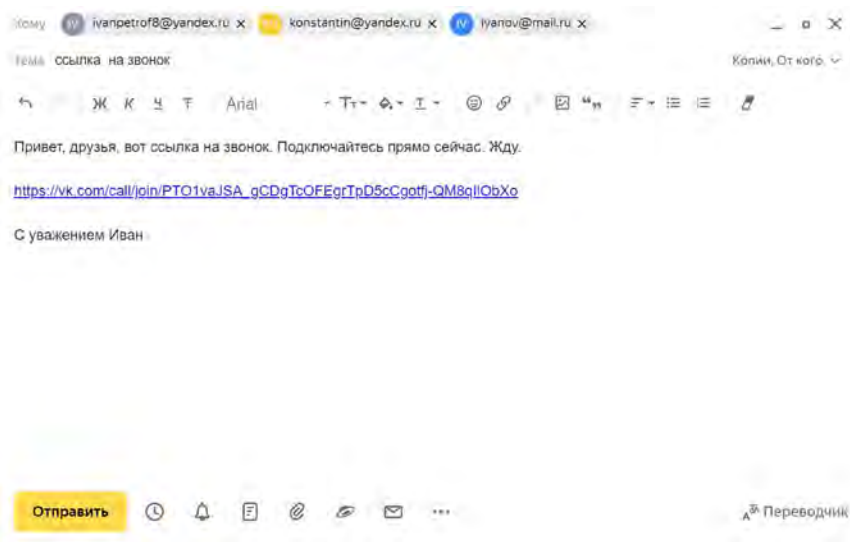 Кому ivanpetrof8@yandex.ru x konstantin@yandex.ru x ivanov@mail.ru x
Тема ссылка на звонок Копии, От кого
Ж К Ч Т Arial
Привет, друзья, вот ссылка на звонок. Подключайтесь прямо сейчас. Жду.
https://vk.com/call/join/PTO1vaJSA_gCDgTcOFEgrTpD5cCgotfj-QM8qIlObXo
С уважением Иван
Отправить Переводчик